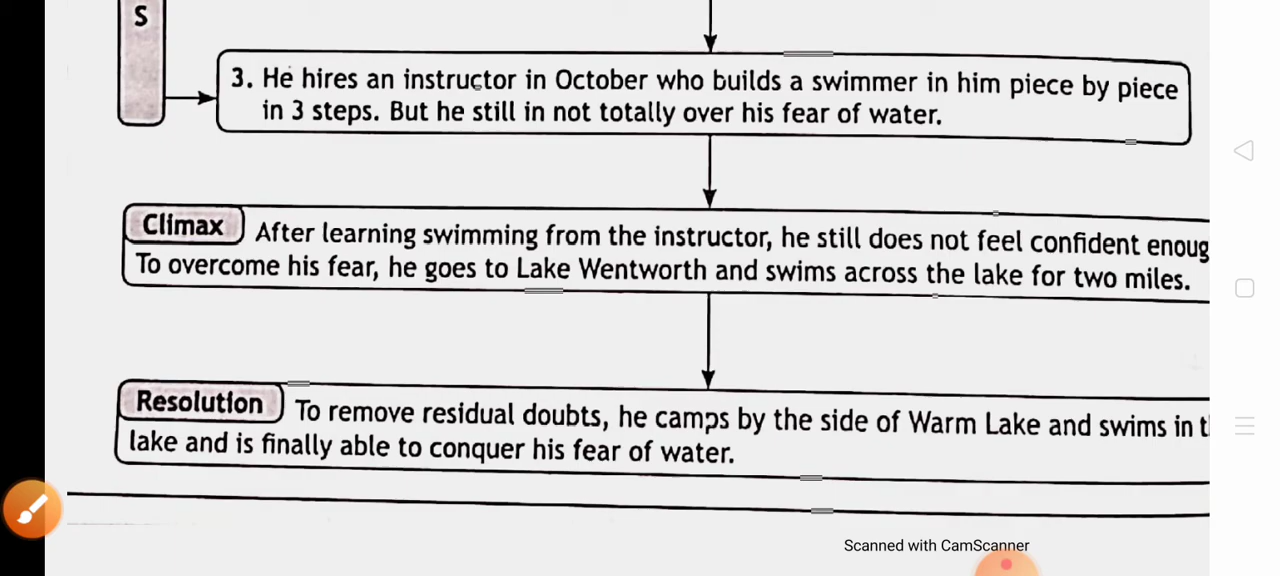 S
3. He hires an instructor in October who builds a swimmer in him piece by piece
in 3 steps. But he still in not totally over his fear of water.
Climax After learning swimming from the instructor, he still does not feel confident enoug
To overcome his fear, he goes to Lake Wentworth and swims across the lake for two miles.
Resolution To remove residual doubts, he camps by the side of Warm Lake and swims in t
lake and is finally able to conquer his fear of water.
Scanned with CamScanner